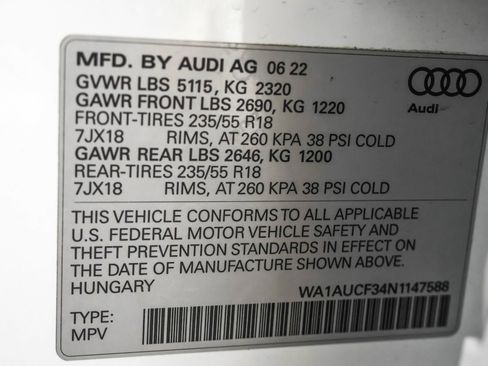 MFD. BY AUDI AG 06 22
GVWR LBS 5115, KG 2320
GAWR FRONT LBS 2690, KG 1220
FRONT-TIRES 235/55 R18
7JX18 RIMS, AT 260 KPA 38 PSI COLD
GAWR REAR LBS 2646, KG 1200
REAR-TIRES 235/55 R18
7JX18 RIMS, AT 260 KPA 38 PSI COLD
Audi
THIS VEHICLE CONFORMS TO ALL APPLICABLE
U.S. FEDERAL MOTOR VEHICLE SAFETY AND
THEFT PREVENTION STANDARDS IN EFFECT ON
THE DATE OF MANUFACTURE SHOWN ABOVE.
HUNGARY WA1AUCF34N1147588
TYPE:
MPV